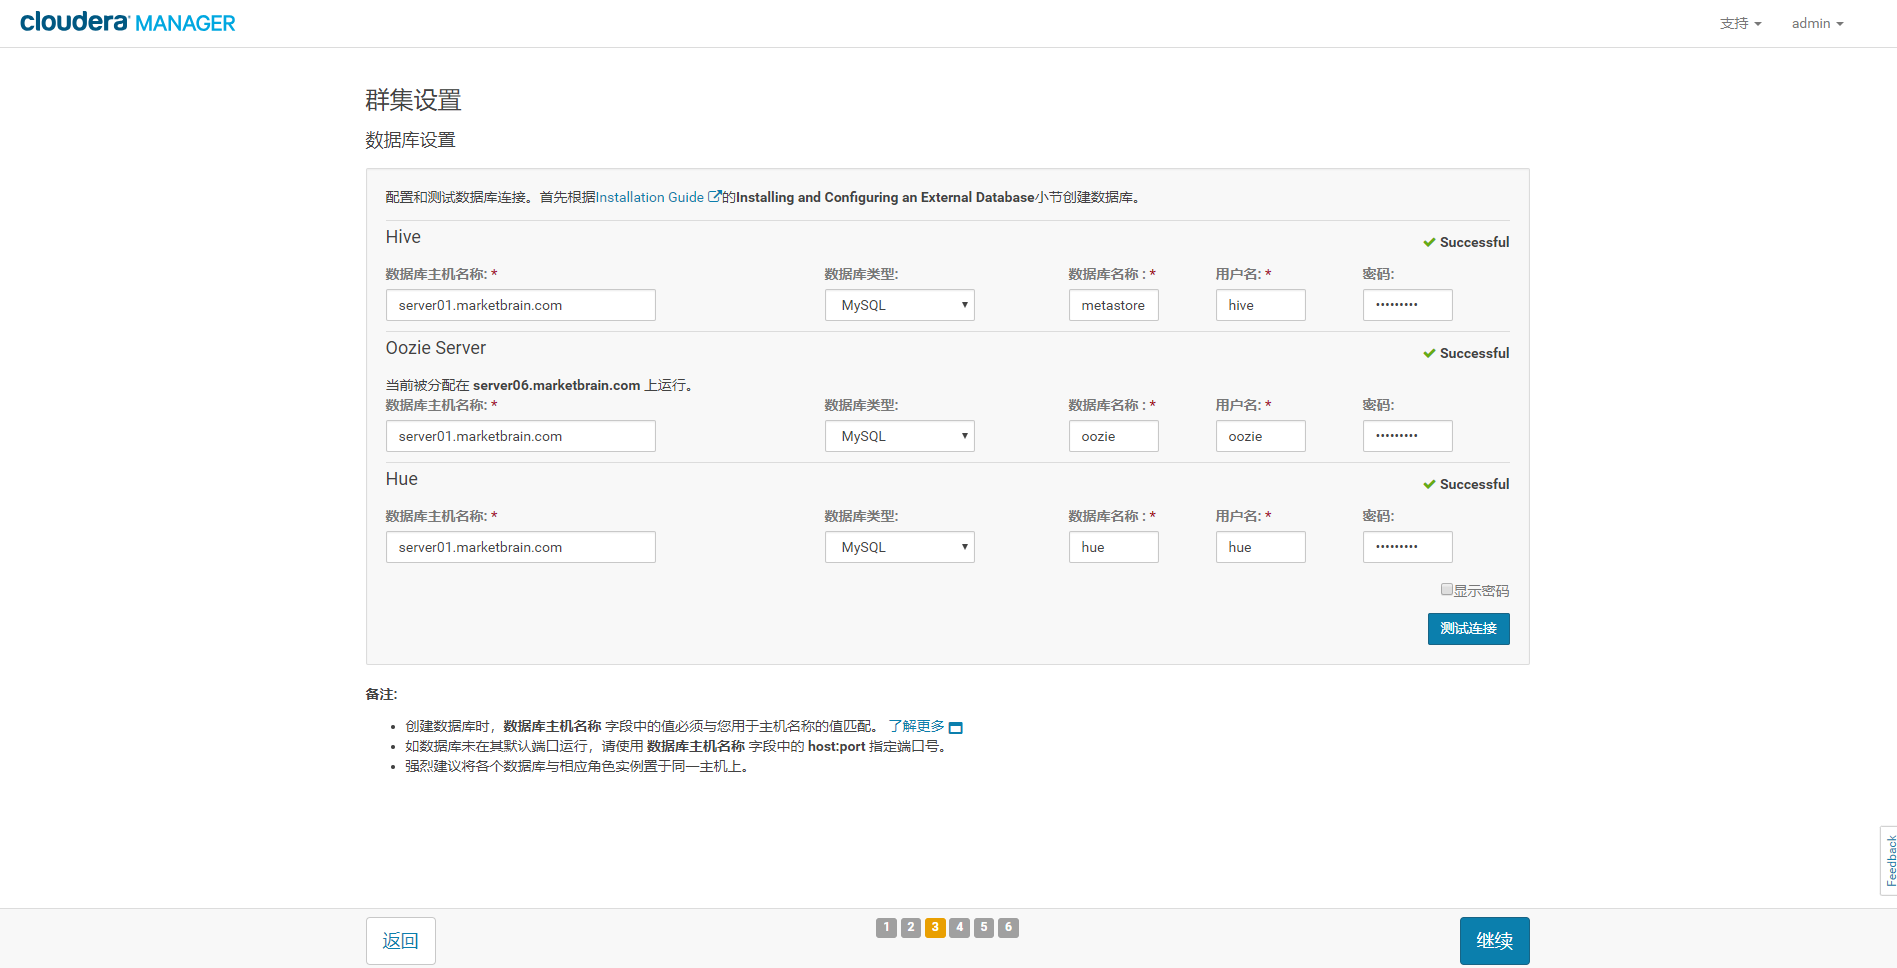 cloudera MANAGER
支持 admin
群集设置
数据库设置
配置和测试数据库连接。首先根据Installation Guide 的Installing and Configuring an External Database小节创建数据库。
Hive
Successful
数据库主机名称: * 数据库类型: 数据库名称 : * 用户名: * 密码:
server01.marketbrain.com MySQL metastore hive •••••••••
Oozie Server
Successful
当前被分配在 server06.marketbrain.com 上运行。
数据库主机名称: * 数据库类型: 数据库名称 : * 用户名: * 密码:
server01.marketbrain.com MySQL oozie oozie •••••••••
Hue
Successful
数据库主机名称: * 数据库类型: 数据库名称 : * 用户名: * 密码:
server01.marketbrain.com MySQL hue hue •••••••••
显示密码
测试连接
备注:
• 创建数据库时，数据库主机名称 字段中的值必须与您用于主机名称的值匹配。 了解更多
• 如数据库未在其默认端口运行，请使用 数据库主机名称 字段中的 host:port 指定端口号。
• 强烈建议将各个数据库与相应角色实例置于同一主机上。
Feedback
返回 1 2 3 4 5 6 继续